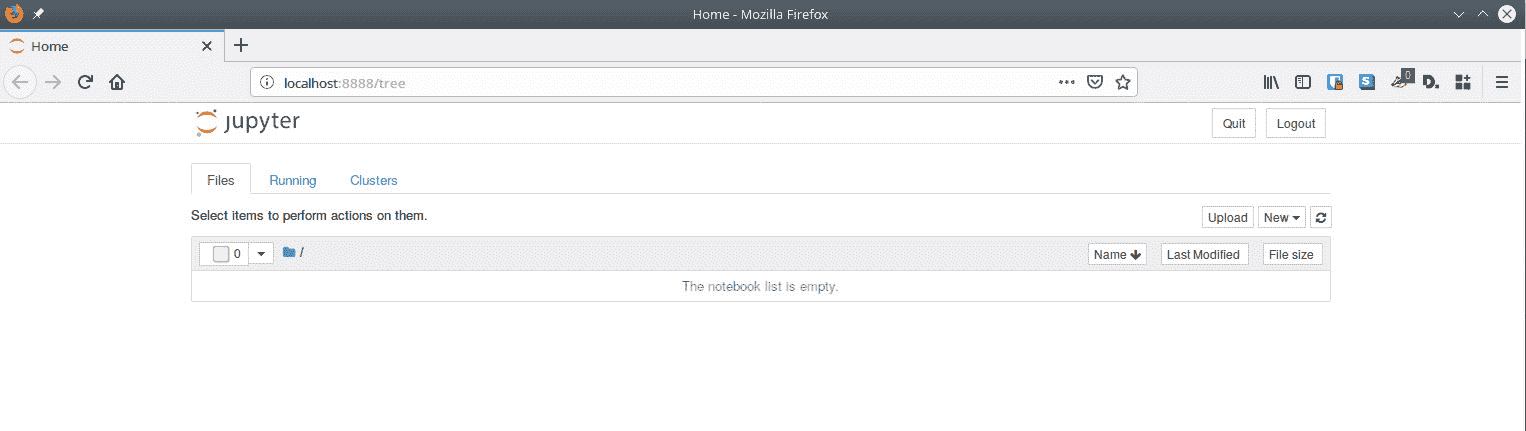 Home - Mozilla Firefox
Home
localhost:8888/tree
S
0
D.
jupyter
Quit
Logout
Files
Running
Clusters
Select items to perform actions on them.
Upload
New
0
/
Name
Last Modified
File size
The notebook list is empty.